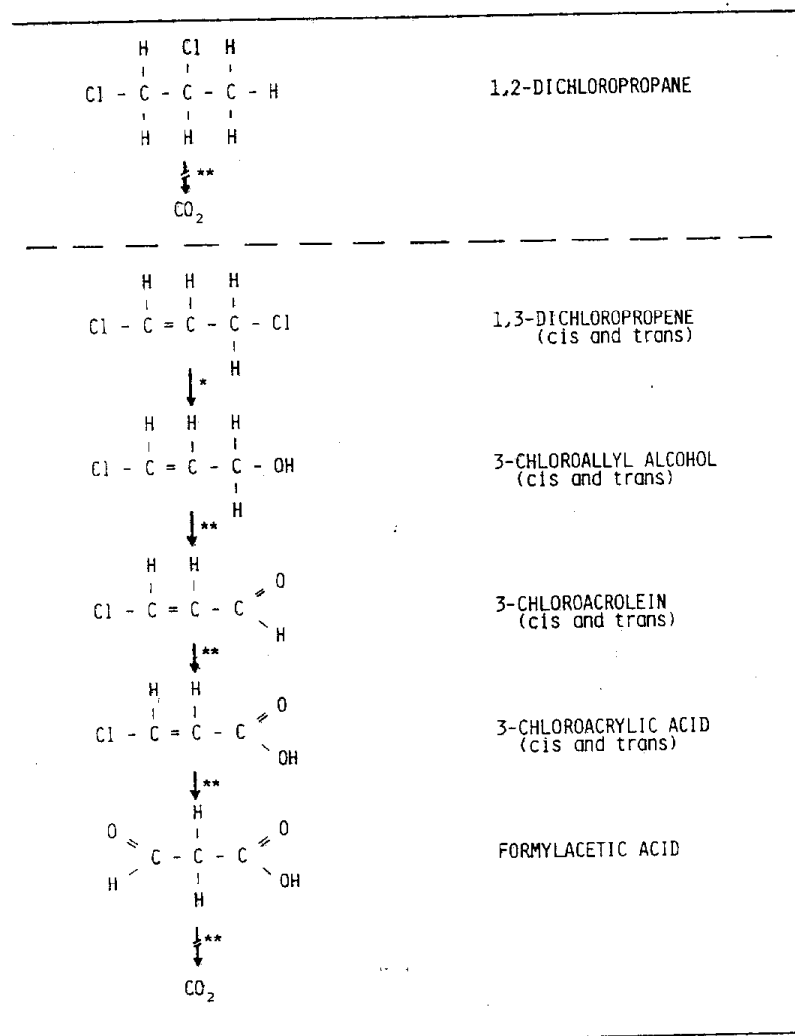 H Cl H
Cl - C - C - C - H 1,2-DICHLOROPROPANE
H H H
**
CO2
H H H
Cl - C = C - C - Cl 1,3-DICHLOROPROPENE
(cis and trans)
H
*
H H H
Cl - C = C - C - OH 3-CHLOROALLYL ALCOHOL
(cis and trans)
H
**
H H O
Cl - C = C - C 3-CHLOROACROLEIN
(cis and trans)
H
**
H H O
Cl - C = C - C 3-CHLOROACRYLIC ACID
(cis and trans)
OH
**
H
O O
C - C - C FORMYLACETIC ACID
H OH
H
**
CO2